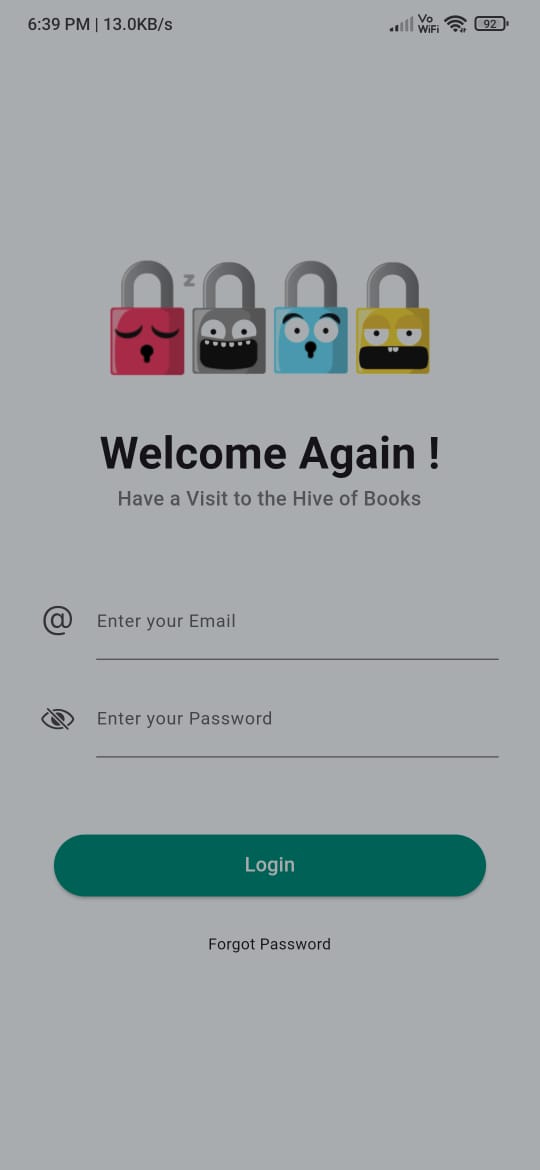 6:39 PM | 13.0KB/s Vo WiFi 92
z
Welcome Again !
Have a Visit to the Hive of Books
@ Enter your Email
Enter your Password
Login
Forgot Password